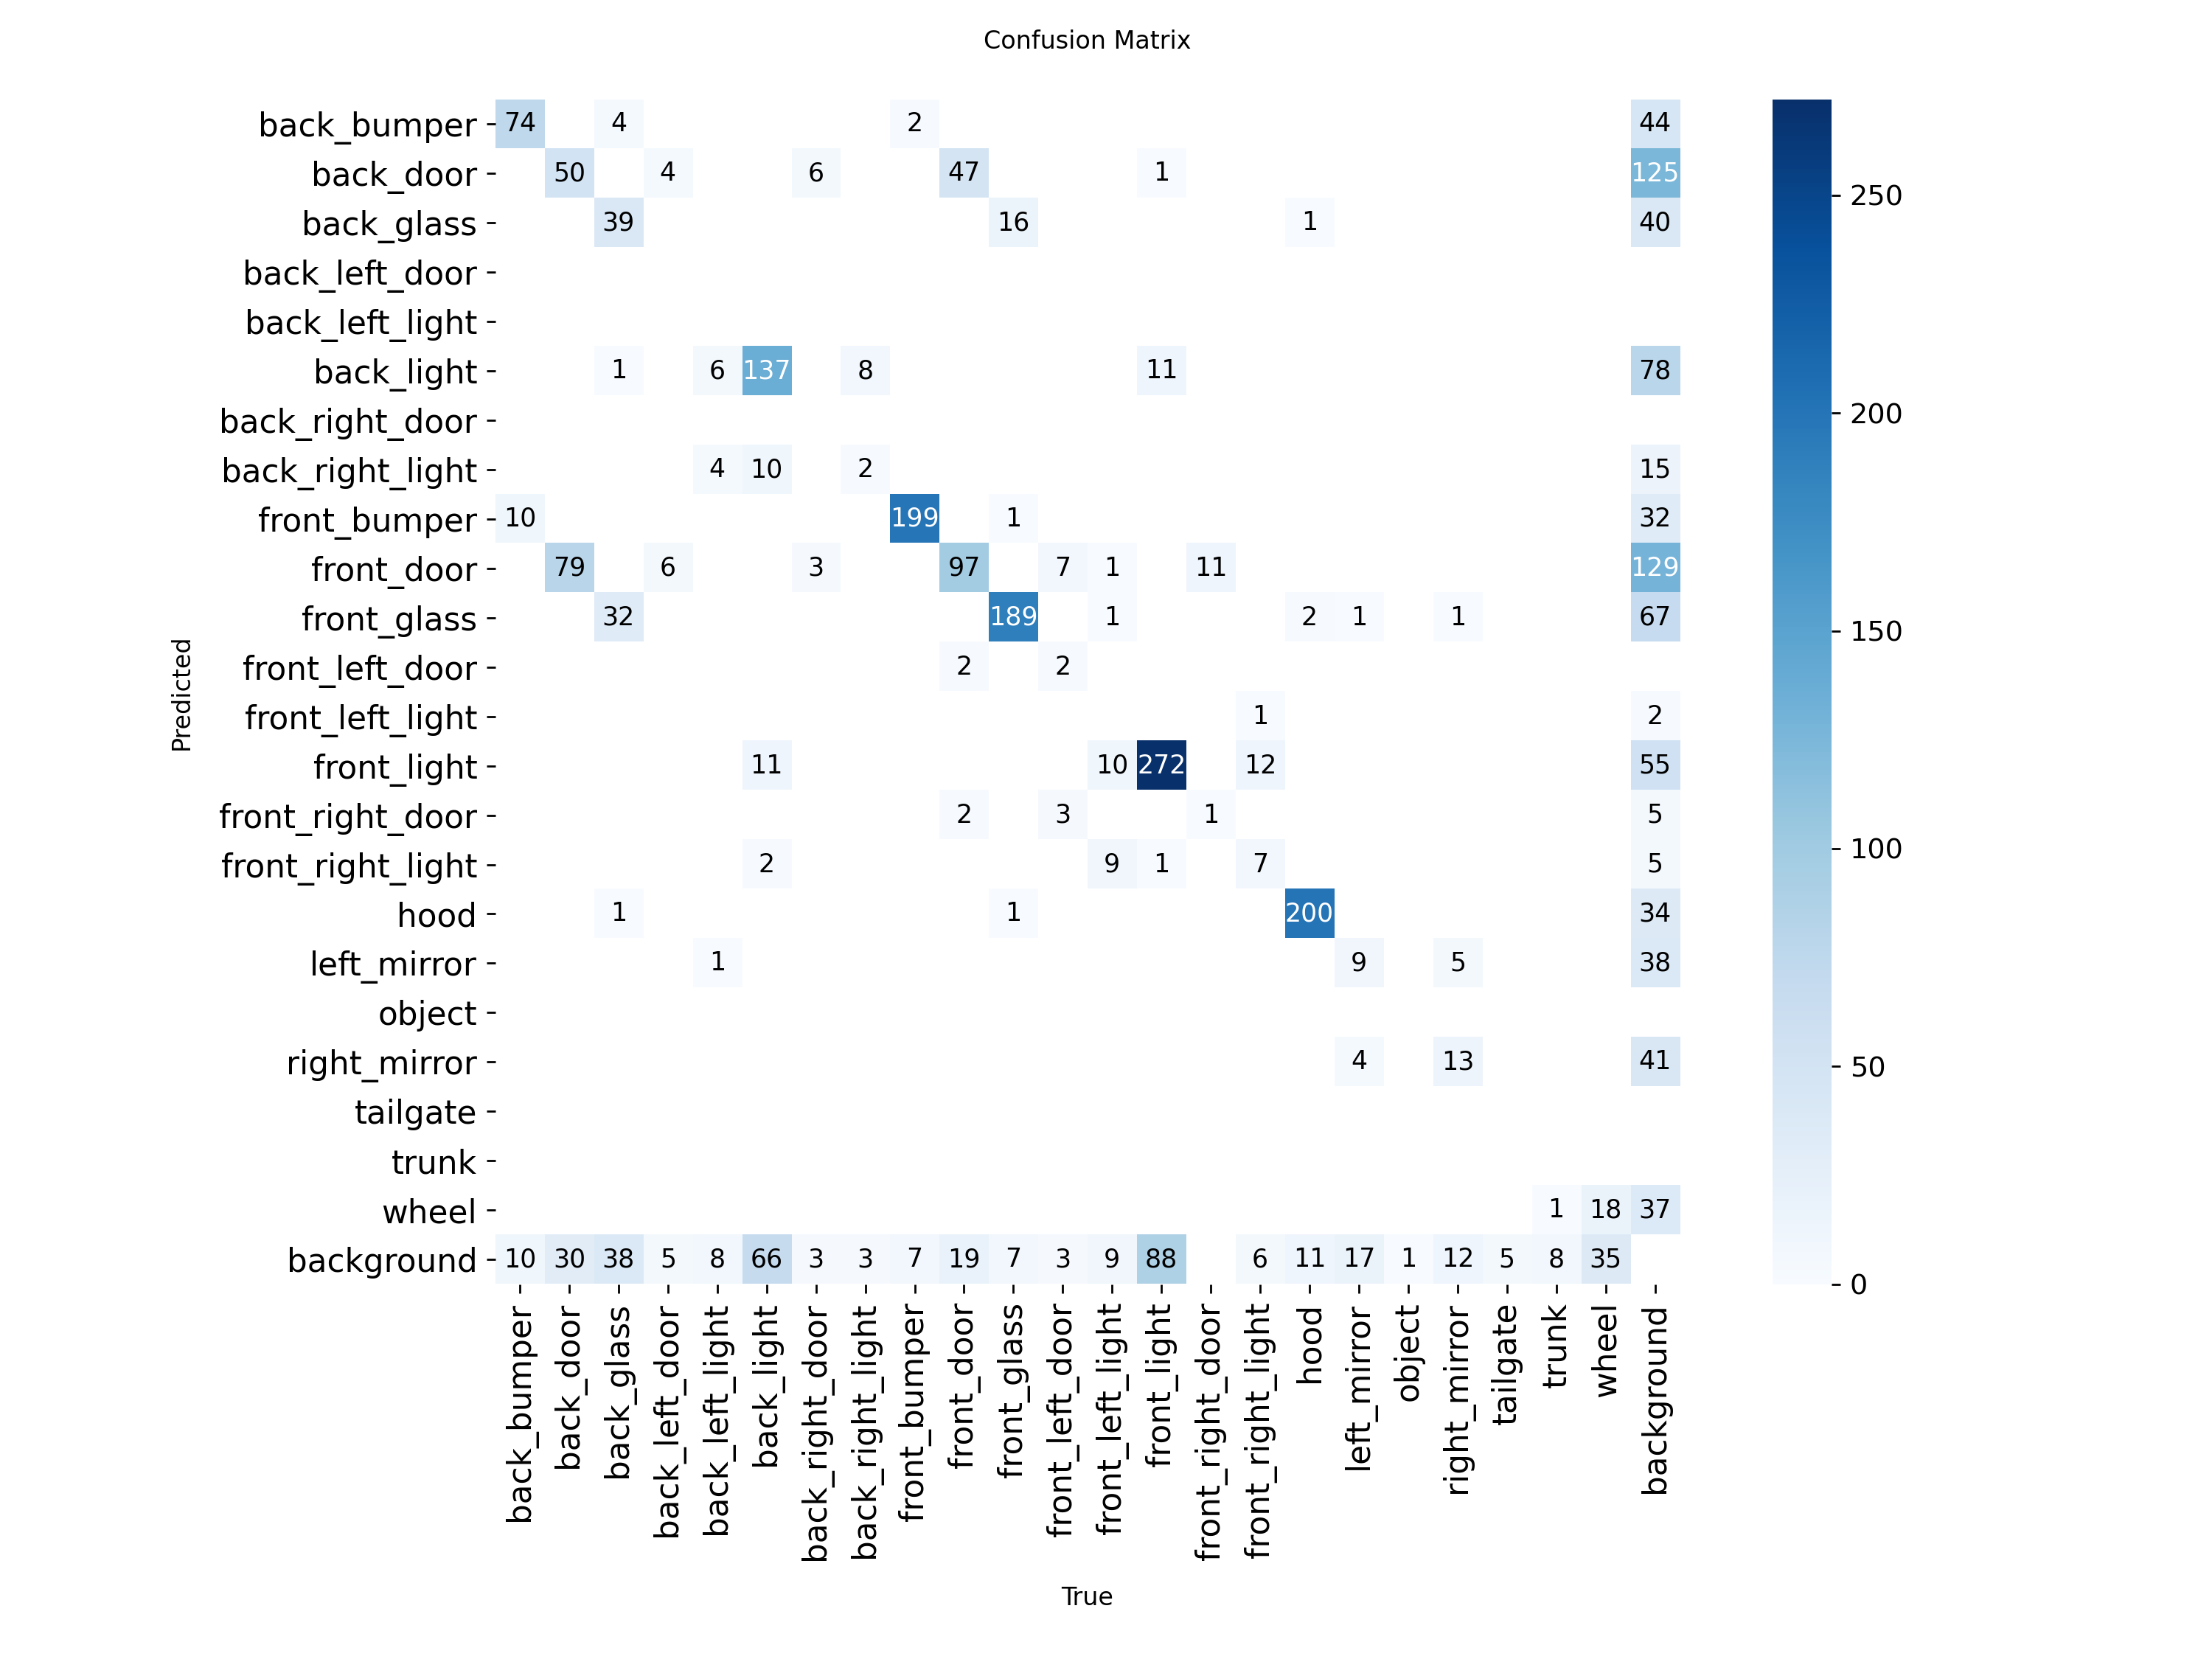 Confusion Matrix
back_bumper 74 4 2 44
back_door 50 4 6 47 1 125
250
back_glass 39 16 1 40
back_left_door
back_left_light
back_light 1 6 137 8 11 78
200
back_right_door
back_right_light 4 10 2 15
front_bumper 10 199 1 32
front_door 79 6 3 97 7 1 11 129
front_glass 32 189 1 2 1 1 67
150
Predicted
front_left_door 2 2
front_left_light 1 2
front_light 11 10 272 12 55
front_right_door 2 3 1 5
100
front_right_light 2 9 1 7 5
hood 1 1 200 34
left_mirror 1 9 5 38
object
right_mirror 4 13 41
50
tailgate
trunk
wheel 1 18 37
background 10 30 38 5 8 66 3 3 7 19 7 3 9 88 6 11 17 1 12 5 8 35
0
back_bumper
back_door
back_glass
back_left_door
back_left_light
back_light
back_right_door
back_right_light
front_bumper
front_door
front_glass
front_left_door
front_left_light
front_light
front_right_door
front_right_light
hood
left_mirror
object
right_mirror
tailgate
trunk
wheel
background
True